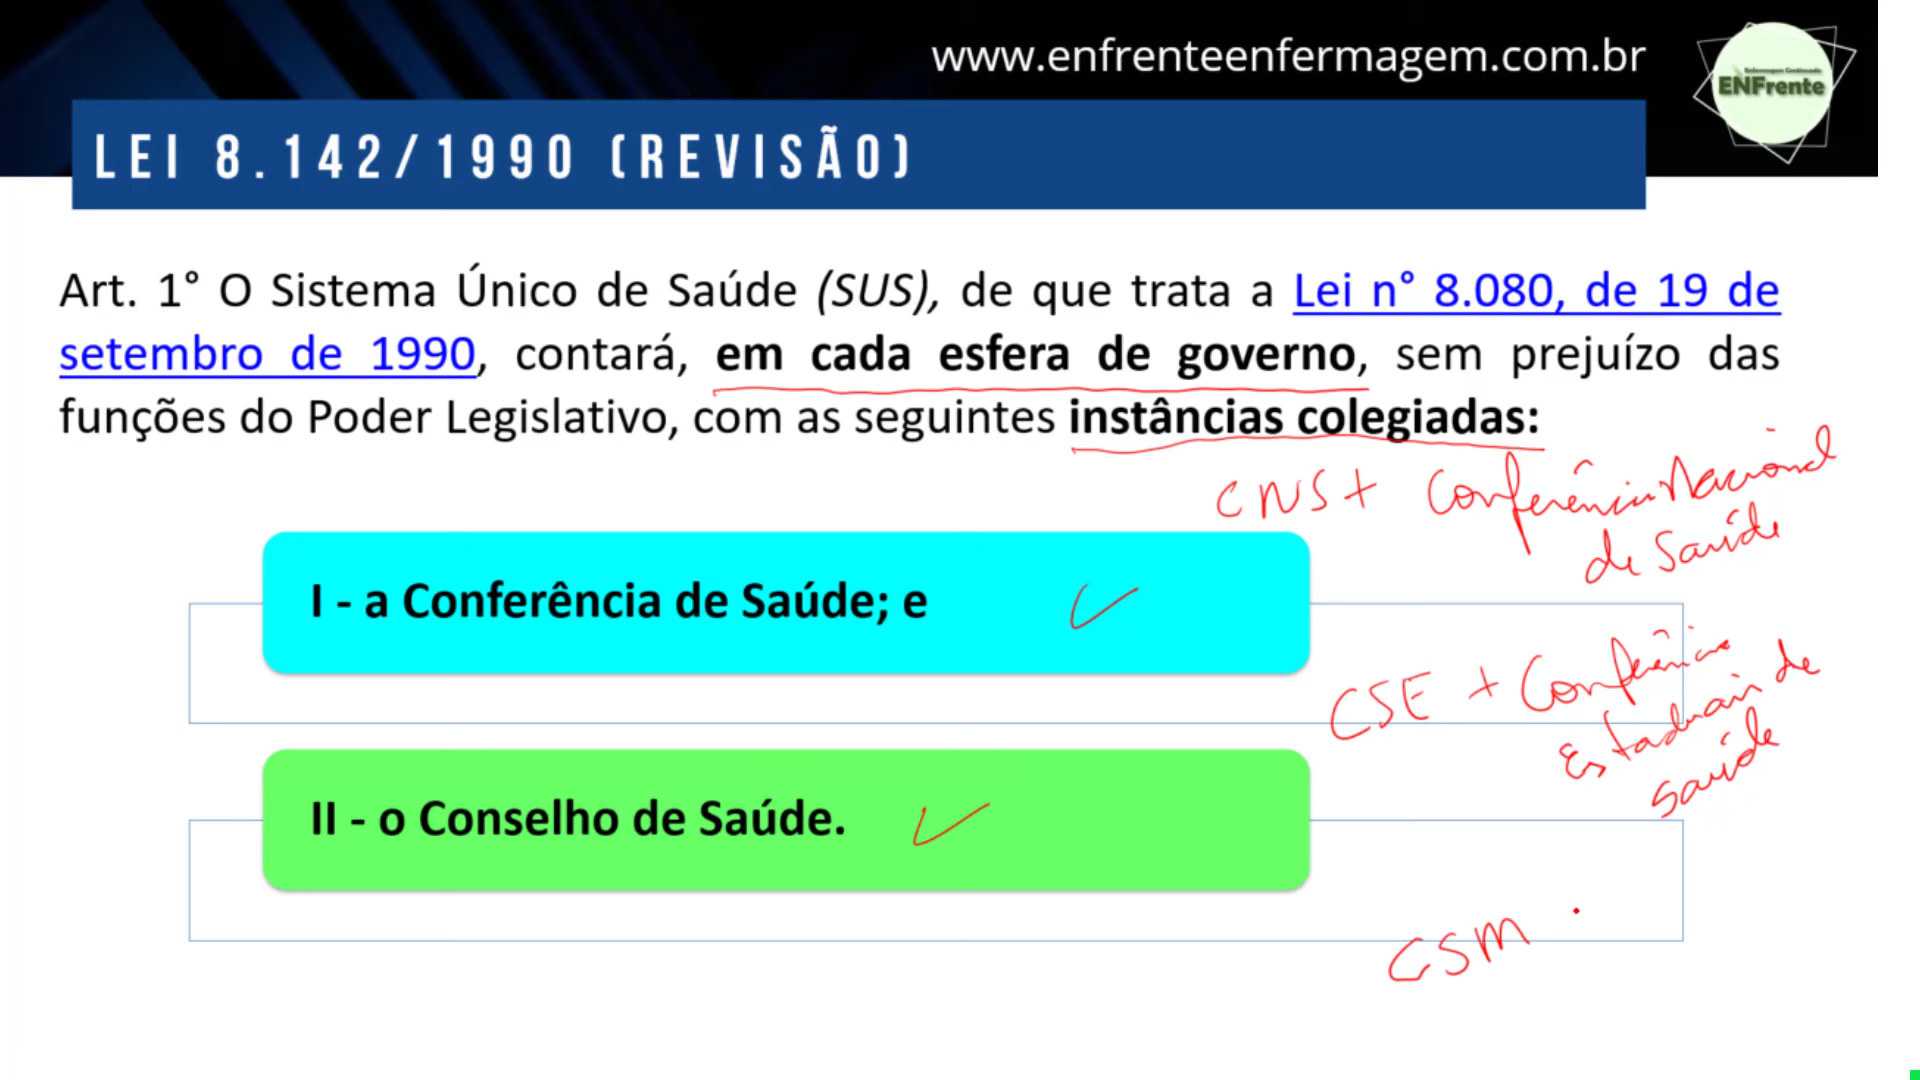 www.enfrenteenfermagem.com.br
Enfermagem Continuada
ENFrente
LEI 8.142/1990 (REVISÃO)
Art. 1° O Sistema Único de Saúde (SUS), de que trata a Lei n° 8.080, de 19 de
setembro de 1990, contará, em cada esfera de governo, sem prejuízo das
funções do Poder Legislativo, com as seguintes instâncias colegiadas:
CNS + Conferência Nacional
de Saúde
I - a Conferência de Saúde; e
CSE + Conferência
Estaduais de
saúde
II - o Conselho de Saúde.
CSM